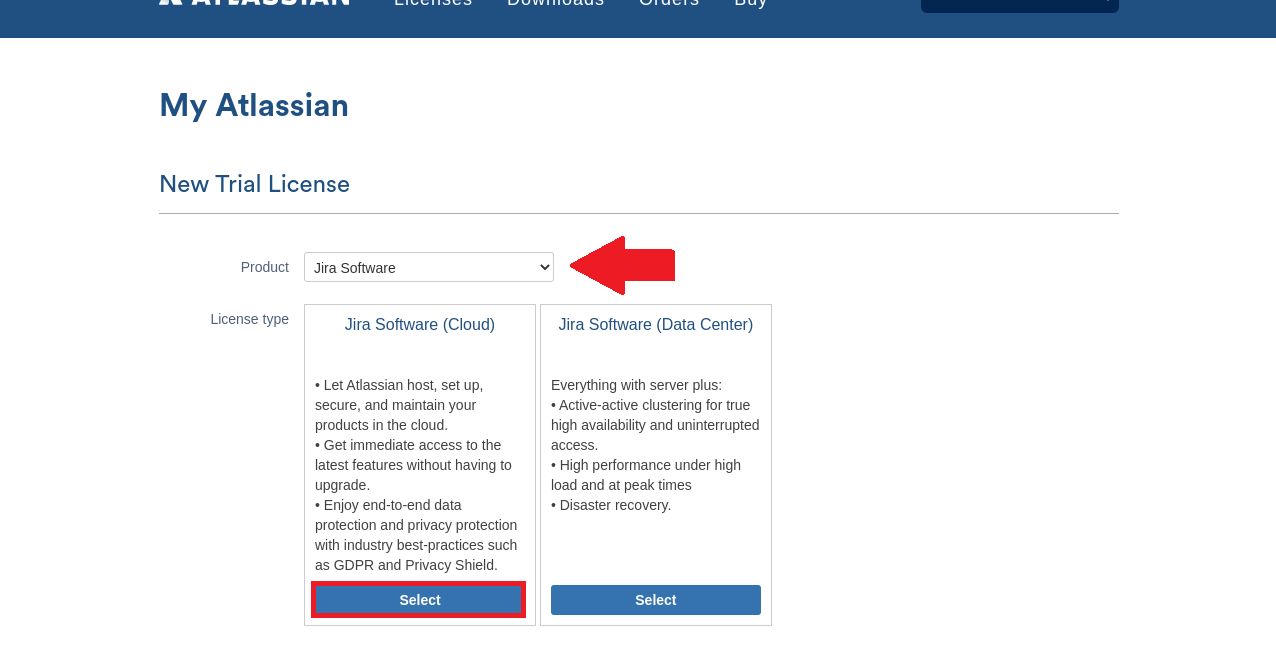 ATLASSIAN Licenses Downloads Orders Buy
My Atlassian
New Trial License
Product Jira Software
License type
Jira Software (Cloud)
• Let Atlassian host, set up,
secure, and maintain your
products in the cloud.
• Get immediate access to the
latest features without having to
upgrade.
• Enjoy end-to-end data
protection and privacy protection
with industry best-practices such
as GDPR and Privacy Shield.
Select
Jira Software (Data Center)
Everything with server plus:
• Active-active clustering for true
high availability and uninterrupted
access.
• High performance under high
load and at peak times
• Disaster recovery.
Select